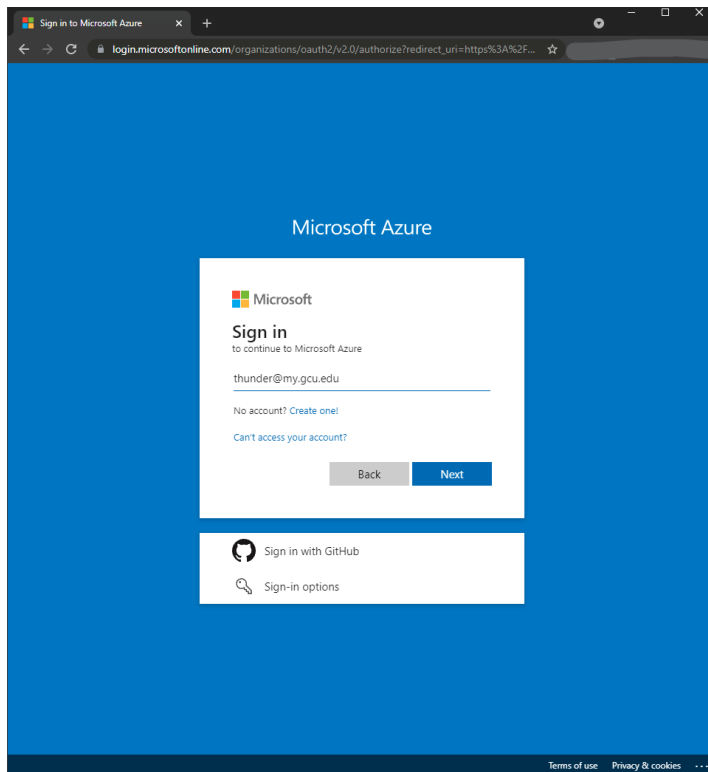 Sign in to Microsoft Azure
login.microsoftonline.com/organizations/oauth2/v2.0/authorize?redirect_uri=https%3A%2F...
Microsoft Azure
Microsoft
Sign in
to continue to Microsoft Azure
thunder@my.gcu.edu
No account? Create one!
Can't access your account?
Back Next
Sign in with GitHub
Sign-in options
Terms of use Privacy & cookies ...